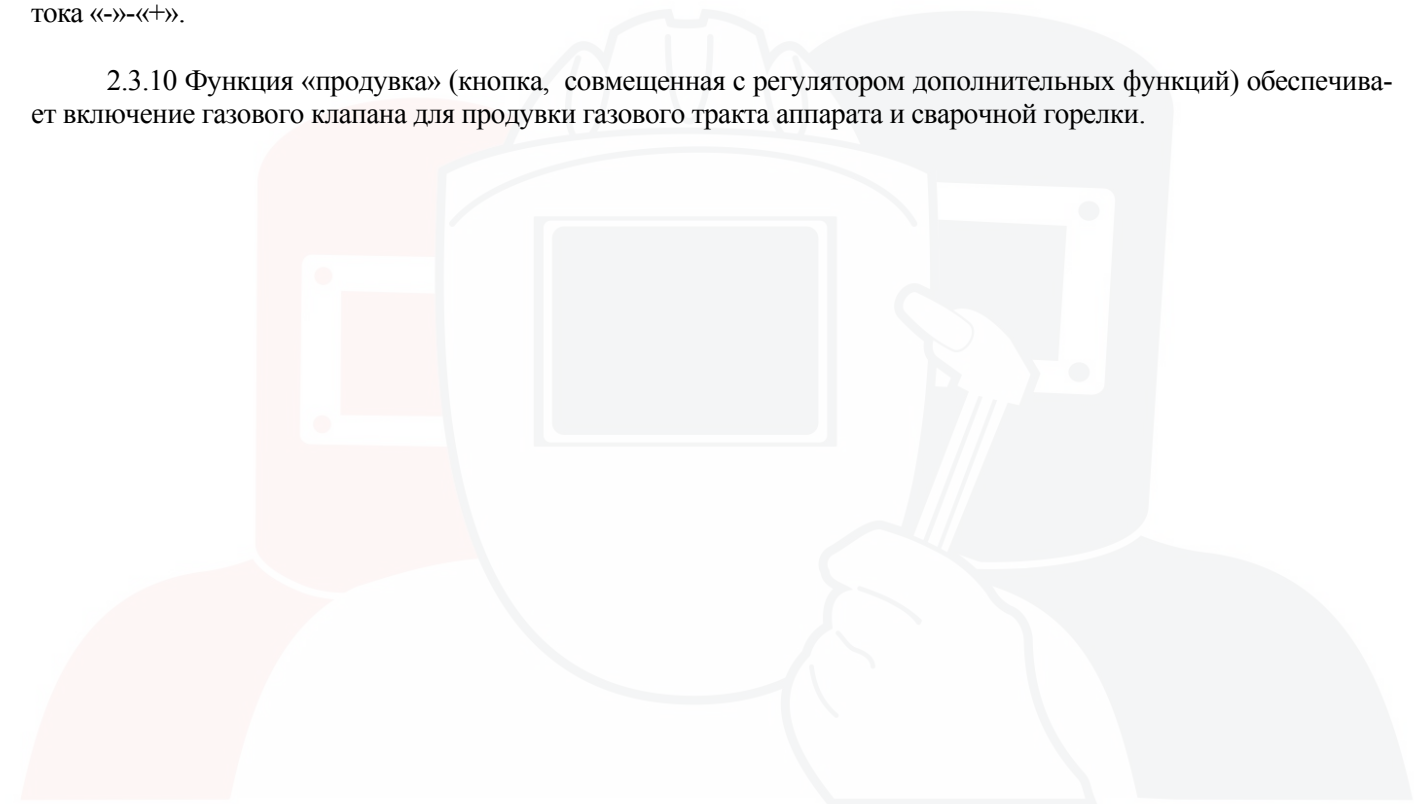 тока «-»-«+».
2.3.10 Функция «продувка» (кнопка,  совмещенная с регулятором дополнительных функций) обеспечива-
ет включение газового клапана для продувки газового тракта аппарата и сварочной горелки.